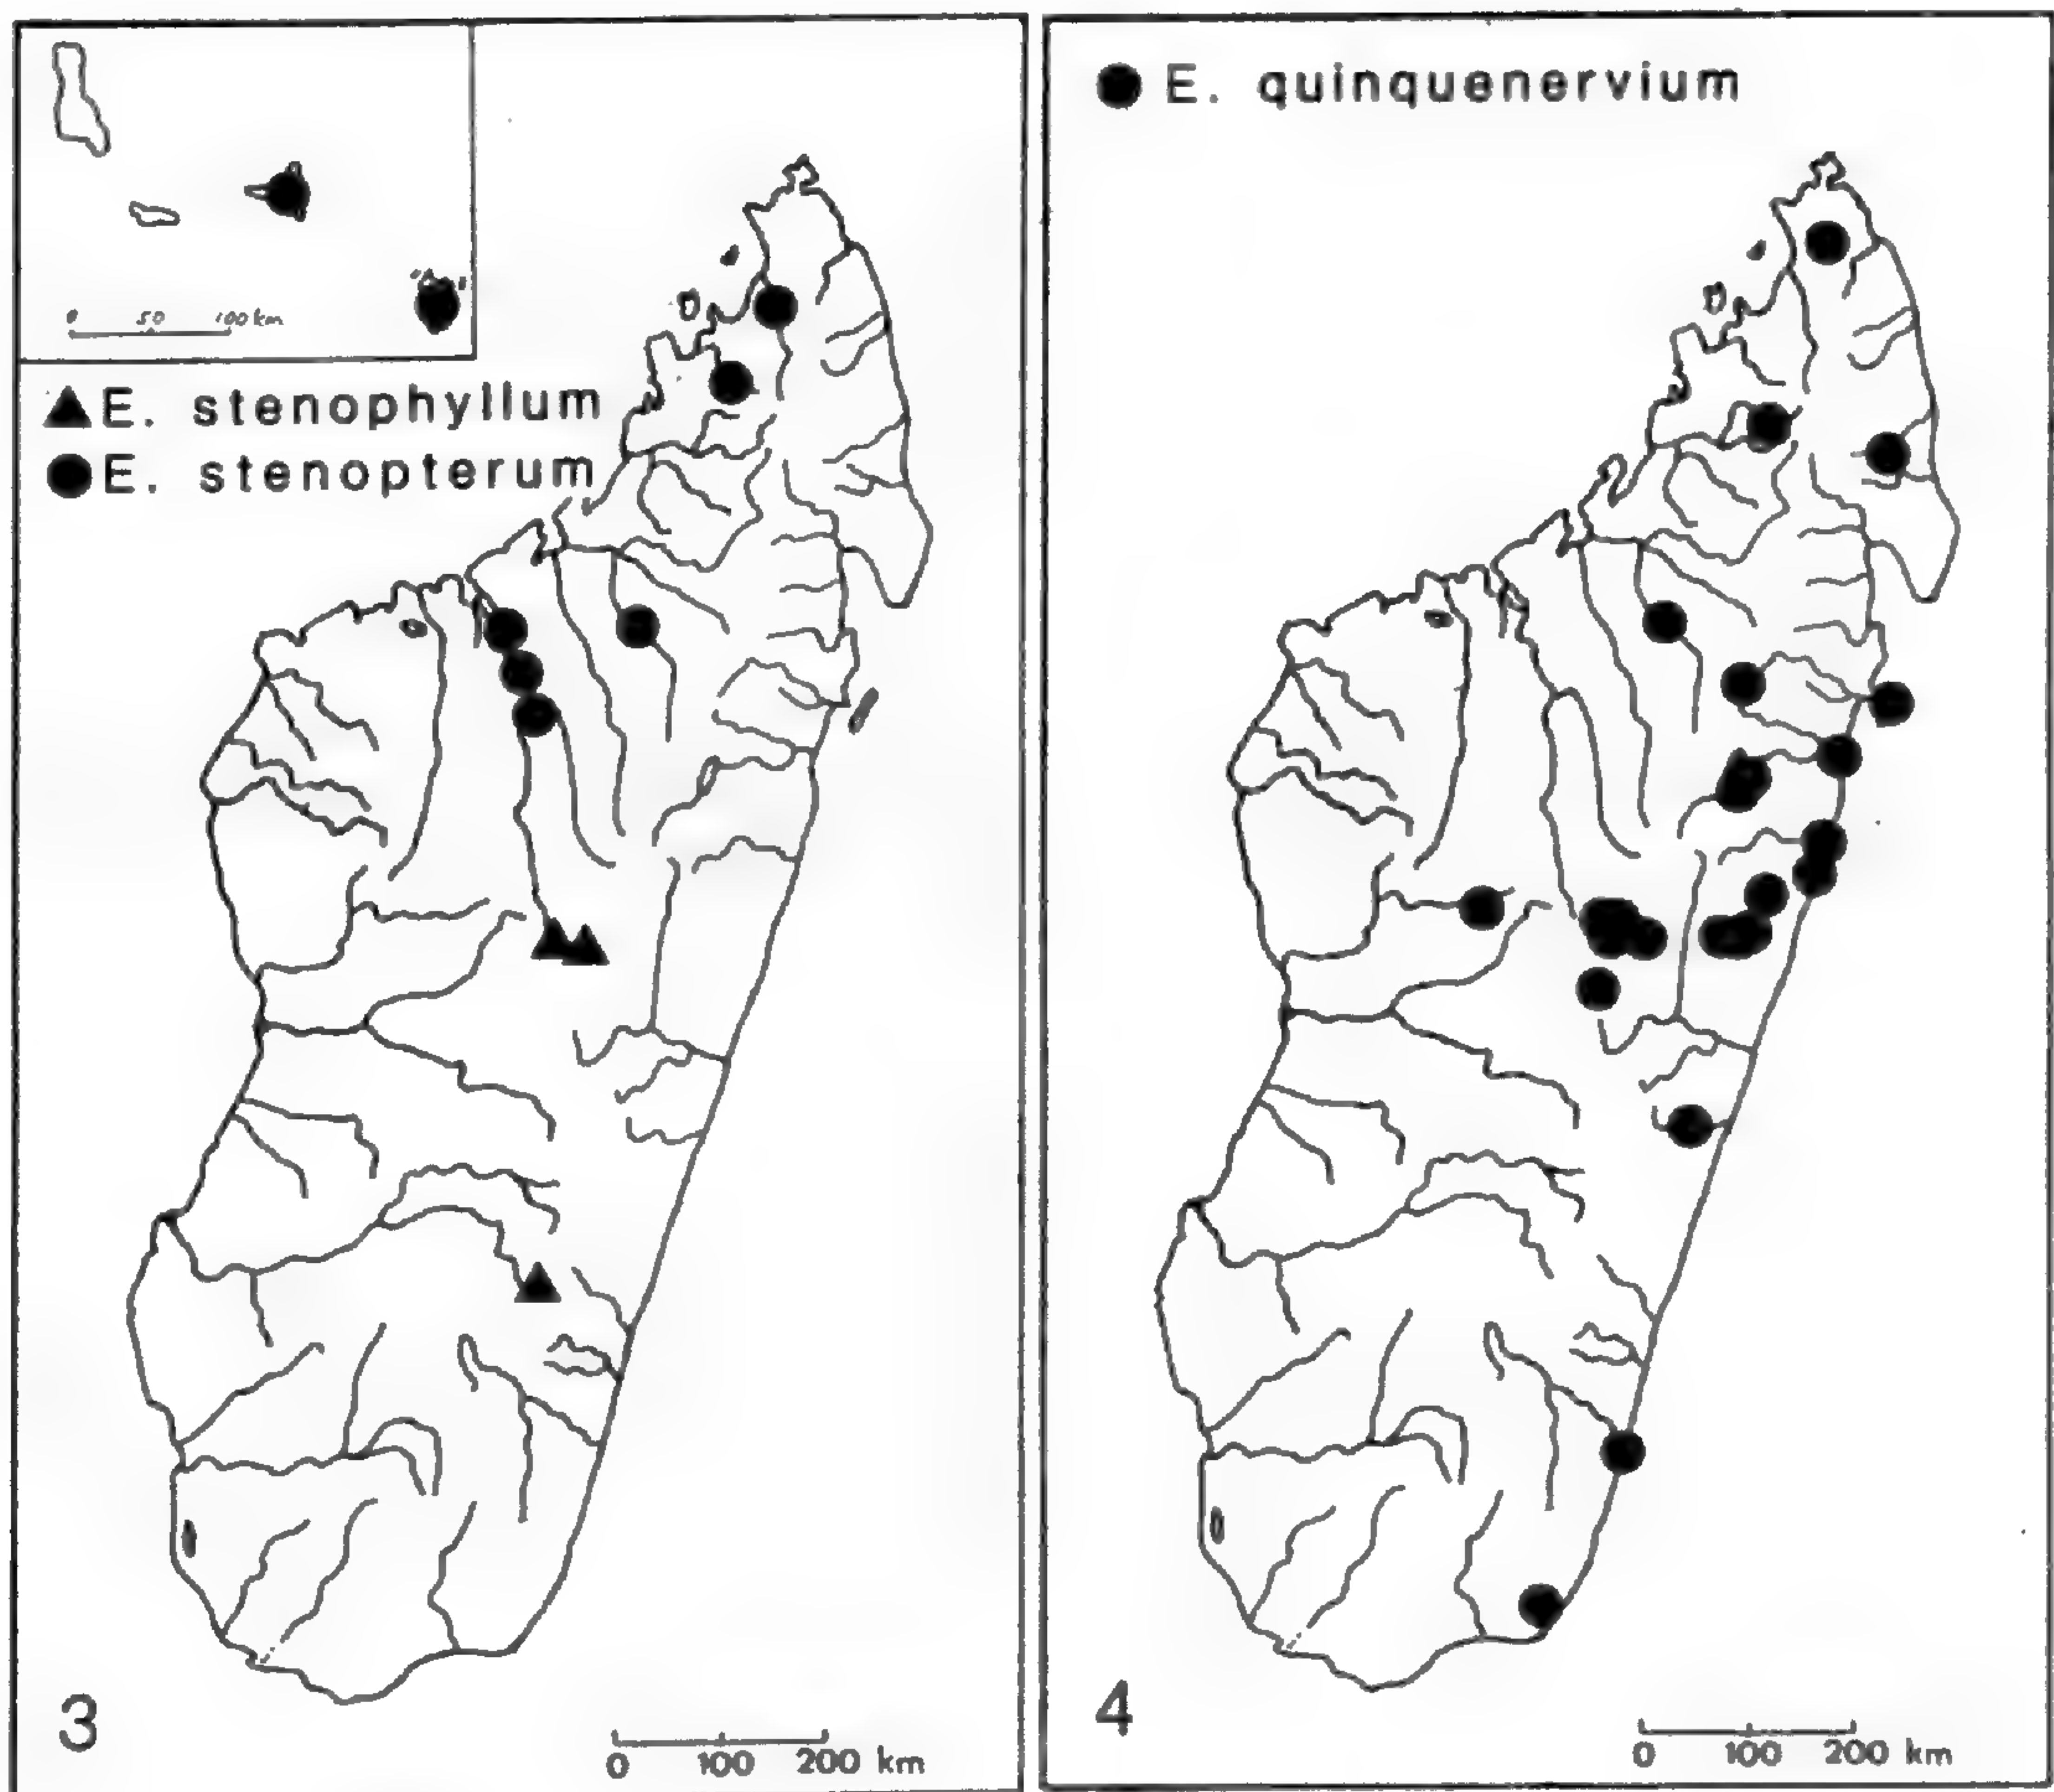 0 50 100 km
E. stenophyllum
E. stenopterum
3
0 100 200 km
E. quinquenervium
4
0 100 200 km